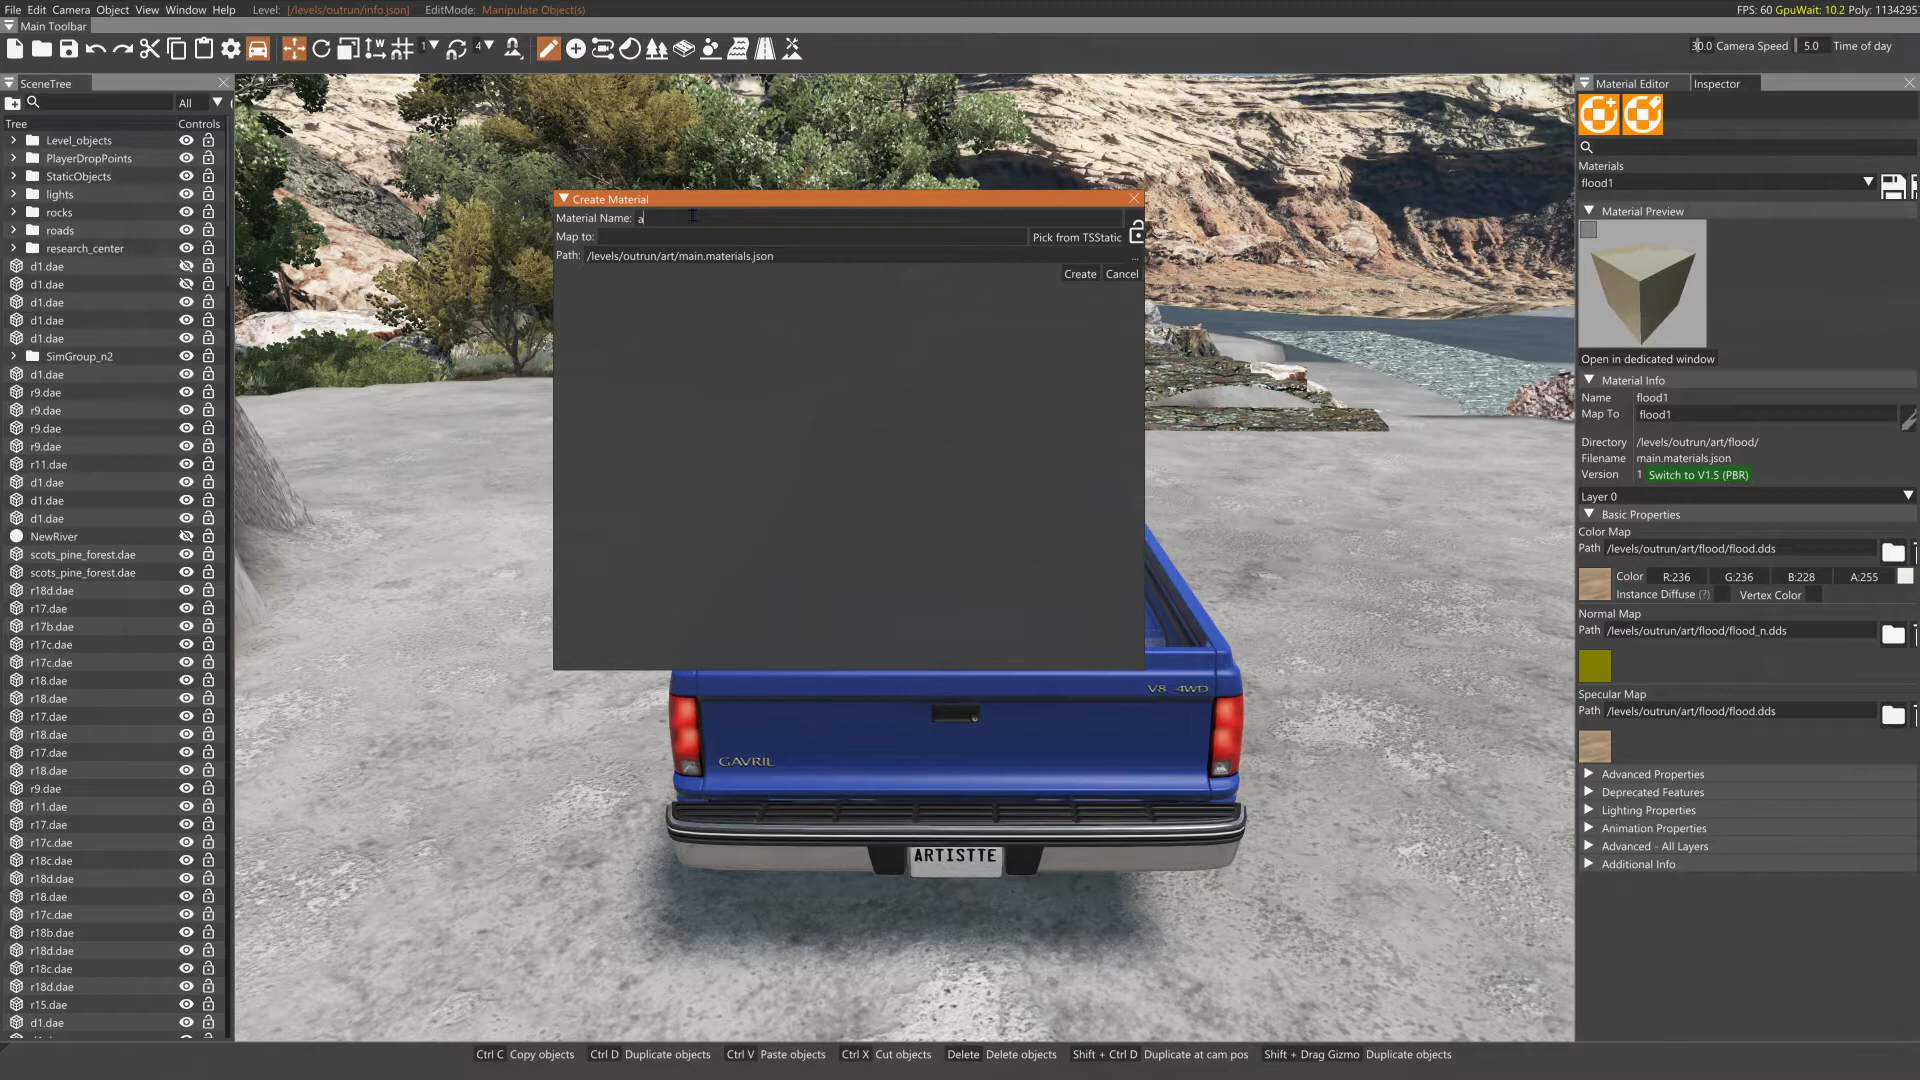 File Edit Camera Object View Window Help Level: [/levels/outrun/info.json] EditMode: Manipulate Object(s) FPS: 60 GpuWait: 10.2 Poly: 11342957
Main Toolbar
1 4 30.0 Camera Speed 5.0 Time of day
SceneTree
All
Tree Controls
Level_objects
PlayerDropPoints
StaticObjects
lights
rocks
roads
research_center
d1.dae
d1.dae
d1.dae
d1.dae
d1.dae
SimGroup_n2
d1.dae
r9.dae
r9.dae
r9.dae
r9.dae
r11.dae
d1.dae
d1.dae
d1.dae
NewRiver
scots_pine_forest.dae
scots_pine_forest.dae
r18d.dae
r17.dae
r17b.dae
r17c.dae
r17c.dae
r18.dae
r18.dae
r17.dae
r18.dae
r17.dae
r18.dae
r9.dae
r11.dae
r17.dae
r17c.dae
r18c.dae
r18d.dae
r18.dae
r17c.dae
r18b.dae
r18d.dae
r18c.dae
r18d.dae
r15.dae
d1.dae
Create Material
Material Name: a
Map to: Pick from TSStatic
Path: /levels/outrun/art/main.materials.json ...
Create Cancel
V8 4WD
GAVRIL
ARTISTTE
Material Editor Inspector
Materials
flood1
Material Preview
Open in dedicated window
Material Info
Name flood1
Map To flood1
Directory /levels/outrun/art/flood/
Filename main.materials.json
Version 1 Switch to V1.5 (PBR)
Layer 0
Basic Properties
Color Map
Path /levels/outrun/art/flood/flood.dds
Color R:236 G:236 B:228 A:255
Instance Diffuse (?) Vertex Color
Normal Map
Path /levels/outrun/art/flood/flood_n.dds
Specular Map
Path /levels/outrun/art/flood/flood.dds
Advanced Properties
Deprecated Features
Lighting Properties
Animation Properties
Advanced - All Layers
Additional Info
Ctrl C Copy objects Ctrl D Duplicate objects Ctrl V Paste objects Ctrl X Cut objects Delete Delete objects Shift + Ctrl D Duplicate at cam pos Shift + Drag Gizmo Duplicate objects